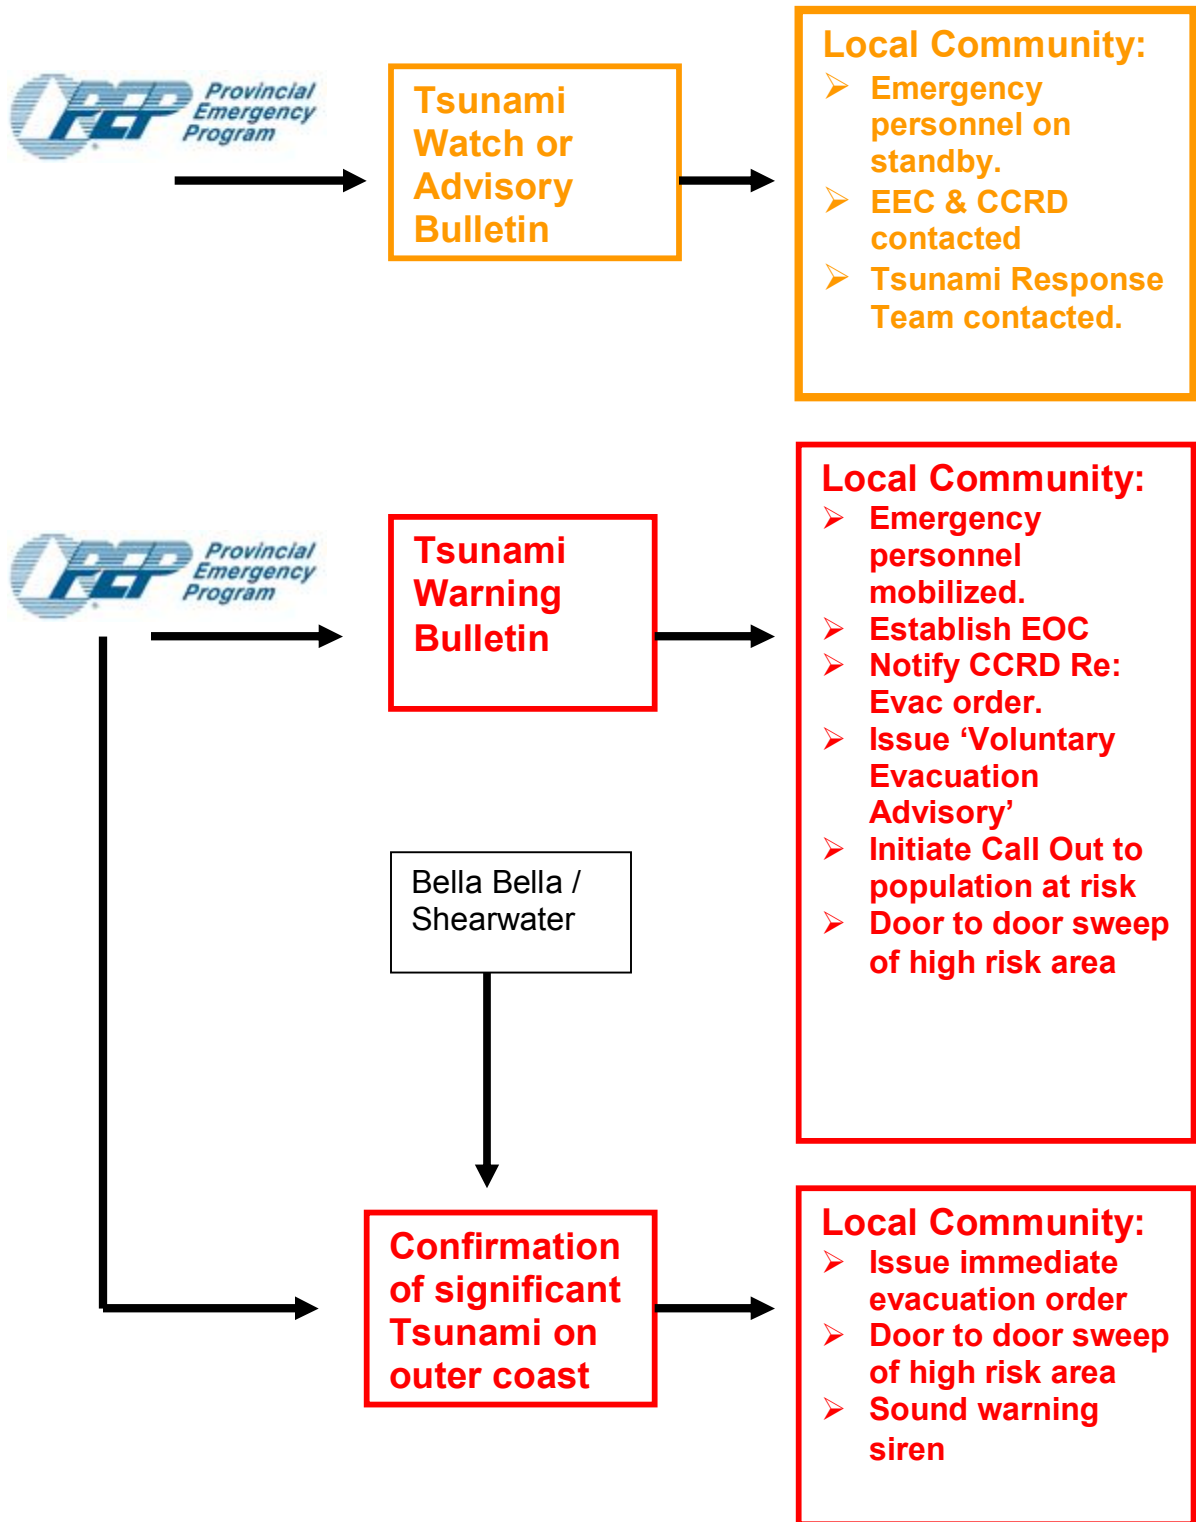 PEP Provincial
Emergency
Program
Tsunami
Watch or
Advisory
Bulletin
Local Community:
➢ Emergency
personnel on
standby.
➢ EEC & CCRD
contacted
➢ Tsunami Response
Team contacted.
PEP Provincial
Emergency
Program
Tsunami
Warning
Bulletin
Local Community:
➢ Emergency
personnel
mobilized.
➢ Establish EOC
➢ Notify CCRD Re:
Evac order.
➢ Issue ‘Voluntary
Evacuation
Advisory’
➢ Initiate Call Out to
population at risk
➢ Door to door sweep
of high risk area
Bella Bella /
Shearwater
Confirmation
of significant
Tsunami on
outer coast
Local Community:
➢ Issue immediate
evacuation order
➢ Door to door sweep
of high risk area
➢ Sound warning
siren